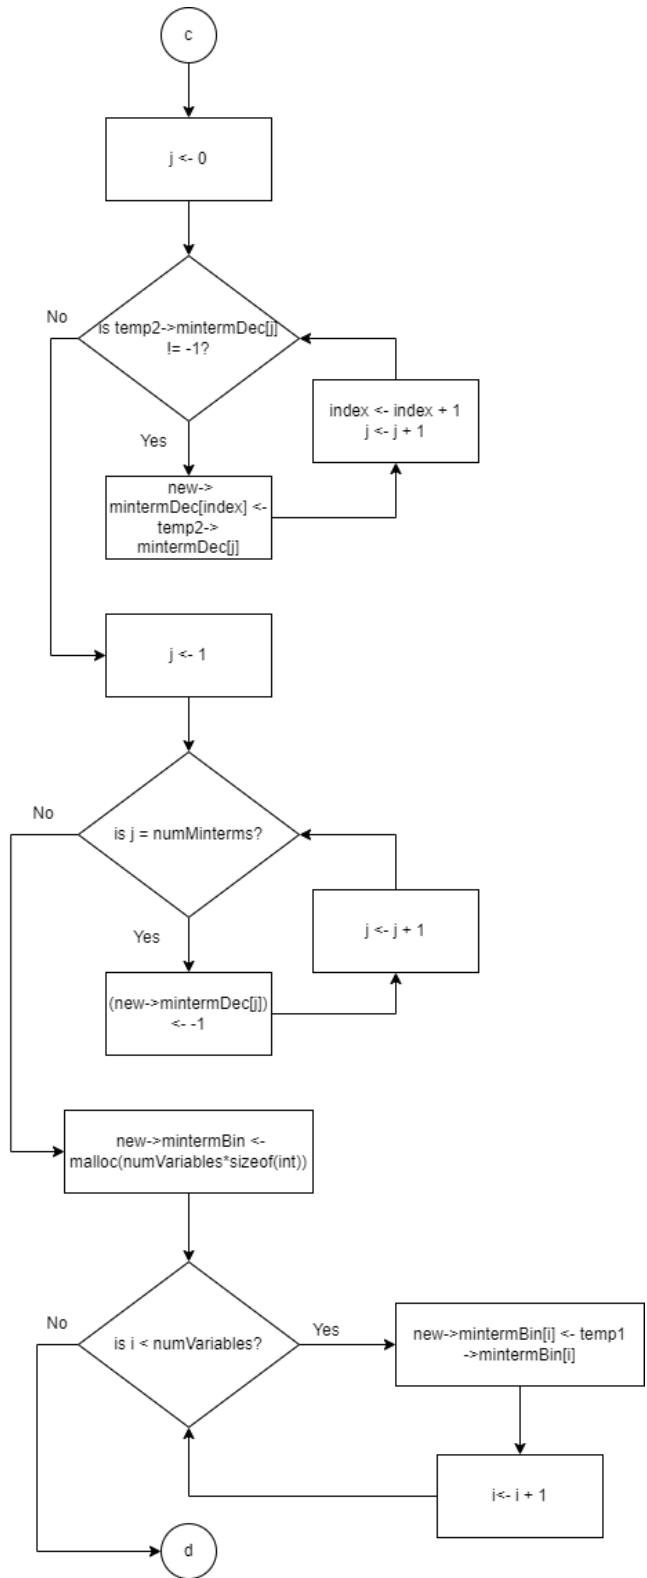 c
j <- 0
No
is temp2->mintermDec[j]
!= -1?
index <- index + 1
j <- j + 1
Yes
new->
mintermDec[index] <-
temp2->
mintermDec[j]
j <- 1
No
is j = numMinterms?
j <- j + 1
Yes
(new->mintermDec[j])
<- -1
new->mintermBin <-
malloc(numVariables*sizeof(int))
No
is i < numVariables?
Yes
new->mintermBin[i] <- temp1
->mintermBin[i]
i<- i + 1
d